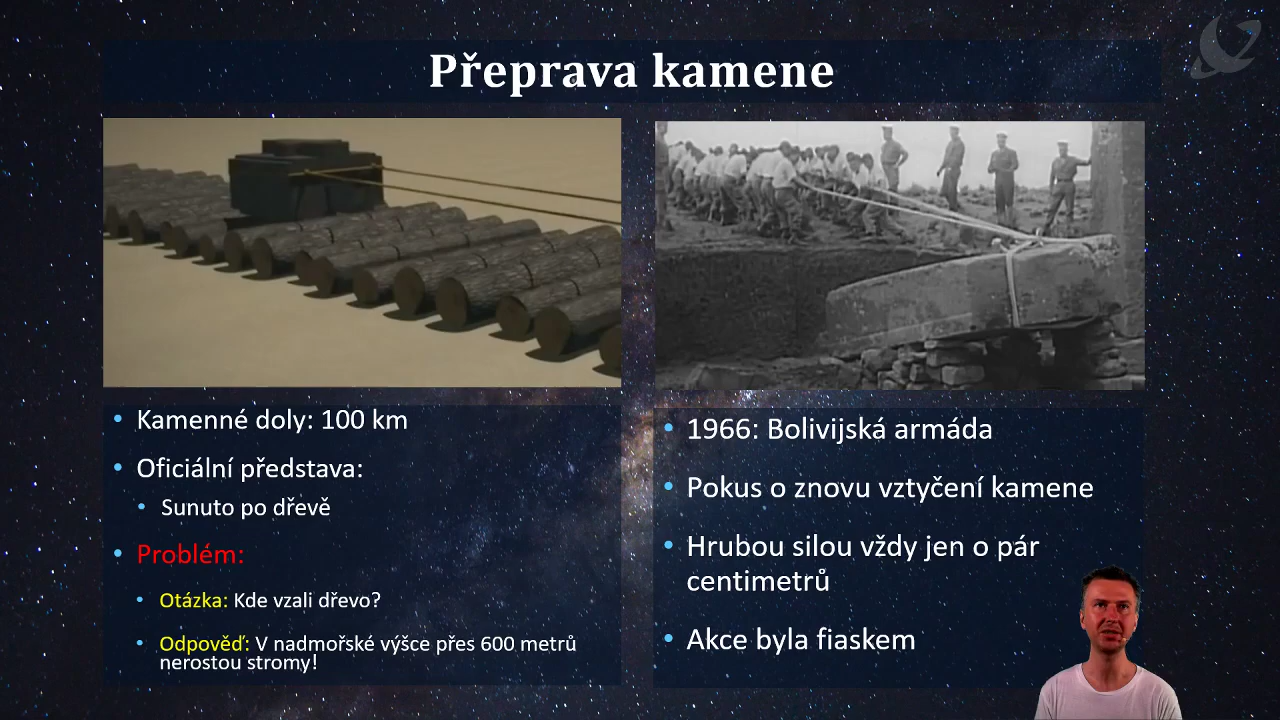 Přeprava kamene
Kamenné doly: 100 km
Oficiální představa:
Sunuto po dřevě
Problém:
Otázka: Kde vzali dřevo?
Odpověď: V nadmořské výšce přes 600 metrů
nerostou stromy!
1966: Bolivijská armáda
Pokus o znovu vztyčení kamene
Hrubou silou vždy jen o pár
centimetrů
Akce byla fiaskem